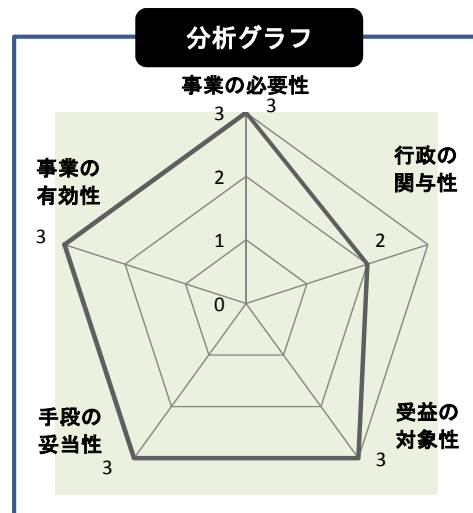 分析グラフ
事業の必要性
3 3
行政の
関与性
2
2
事業の
有効性
3
1
0
手段の
妥当性
3
受益の
対象性
3